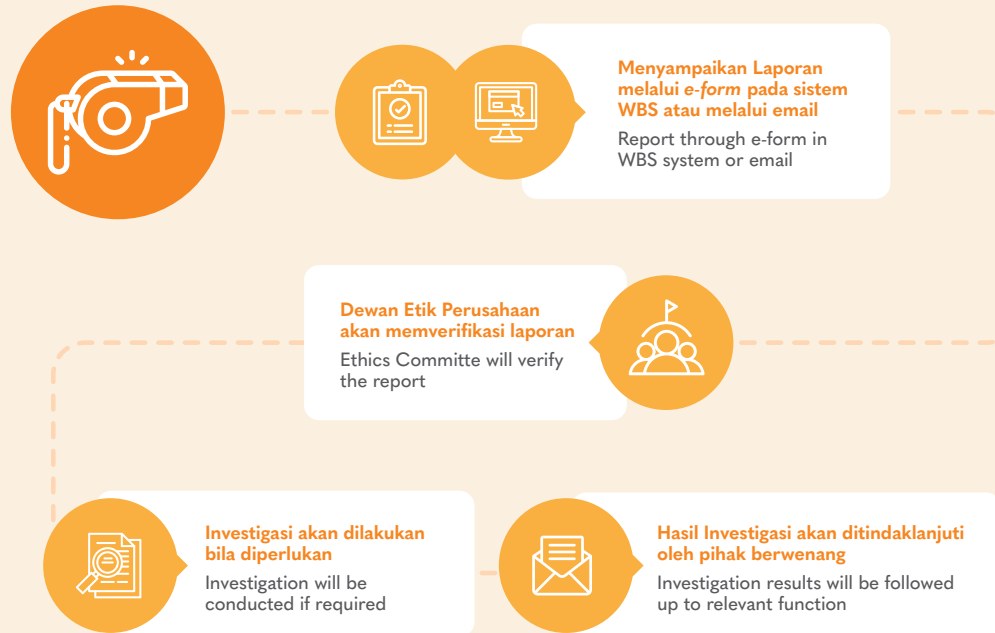 Menyampaikan Laporan
melalui e-form pada sistem
WBS atau melalui email
Report through e-form in
WBS system or email
Dewan Etik Perusahaan
akan memverifikasi laporan
Ethics Committe will verify
the report
Investigasi akan dilakukan
bila diperlukan
Investigation will be
conducted if required
Hasil Investigasi akan ditindaklanjuti
oleh pihak berwenang
Investigation results will be followed
up to relevant function